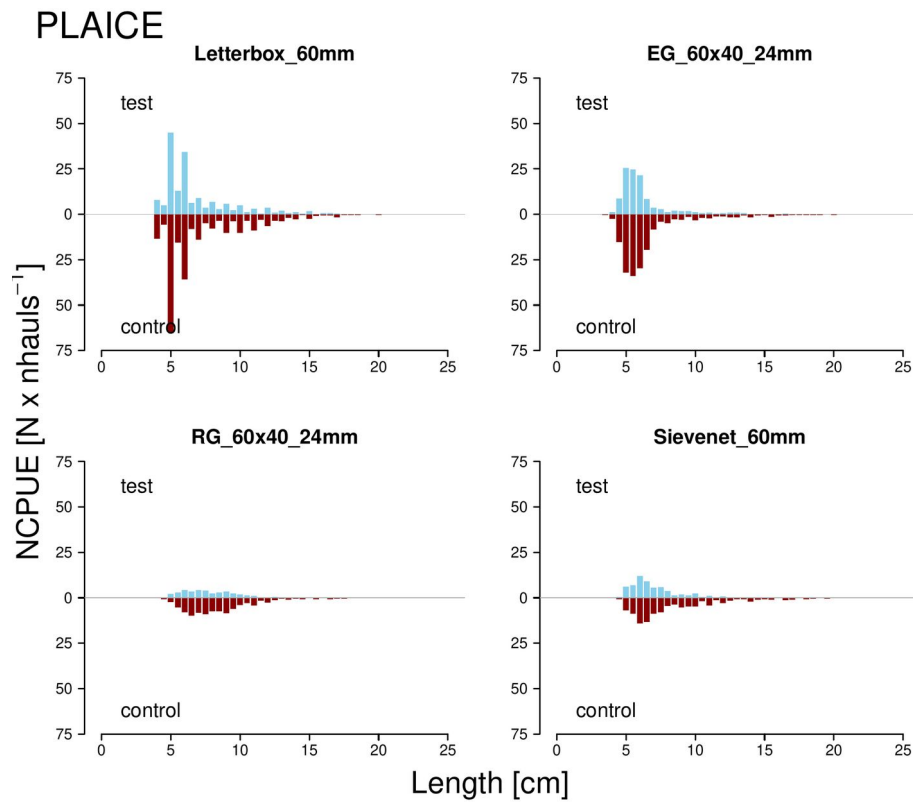 PLAICE
Letterbox_60mm
EG_60x40_24mm
75
test
50
25
0
25
50
control
75
0 5 10 15 20 25
75
test
50
25
0
25
50
control
75
0 5 10 15 20 25
RG_60x40_24mm
Sievenet_60mm
75
test
50
25
0
25
50
control
75
0 5 10 15 20 25
75
test
50
25
0
25
50
control
75
0 5 10 15 20 25
NCPUE [N x nhauls⁻¹]
Length [cm]